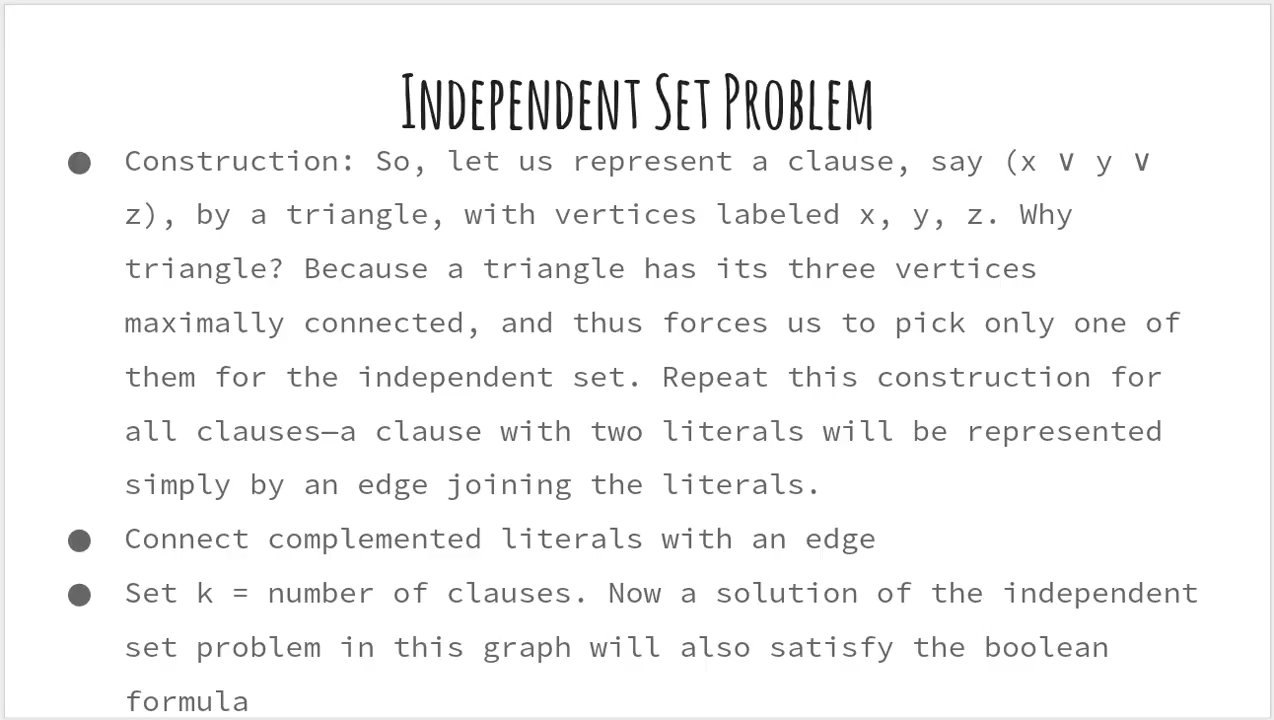 Independent Set Problem
● Construction: So, let us represent a clause, say (x ∨ y ∨
z), by a triangle, with vertices labeled x, y, z. Why
triangle? Because a triangle has its three vertices
maximally connected, and thus forces us to pick only one of
them for the independent set. Repeat this construction for
all clauses—a clause with two literals will be represented
simply by an edge joining the literals.
● Connect complemented literals with an edge
● Set k = number of clauses. Now a solution of the independent
set problem in this graph will also satisfy the boolean
formula